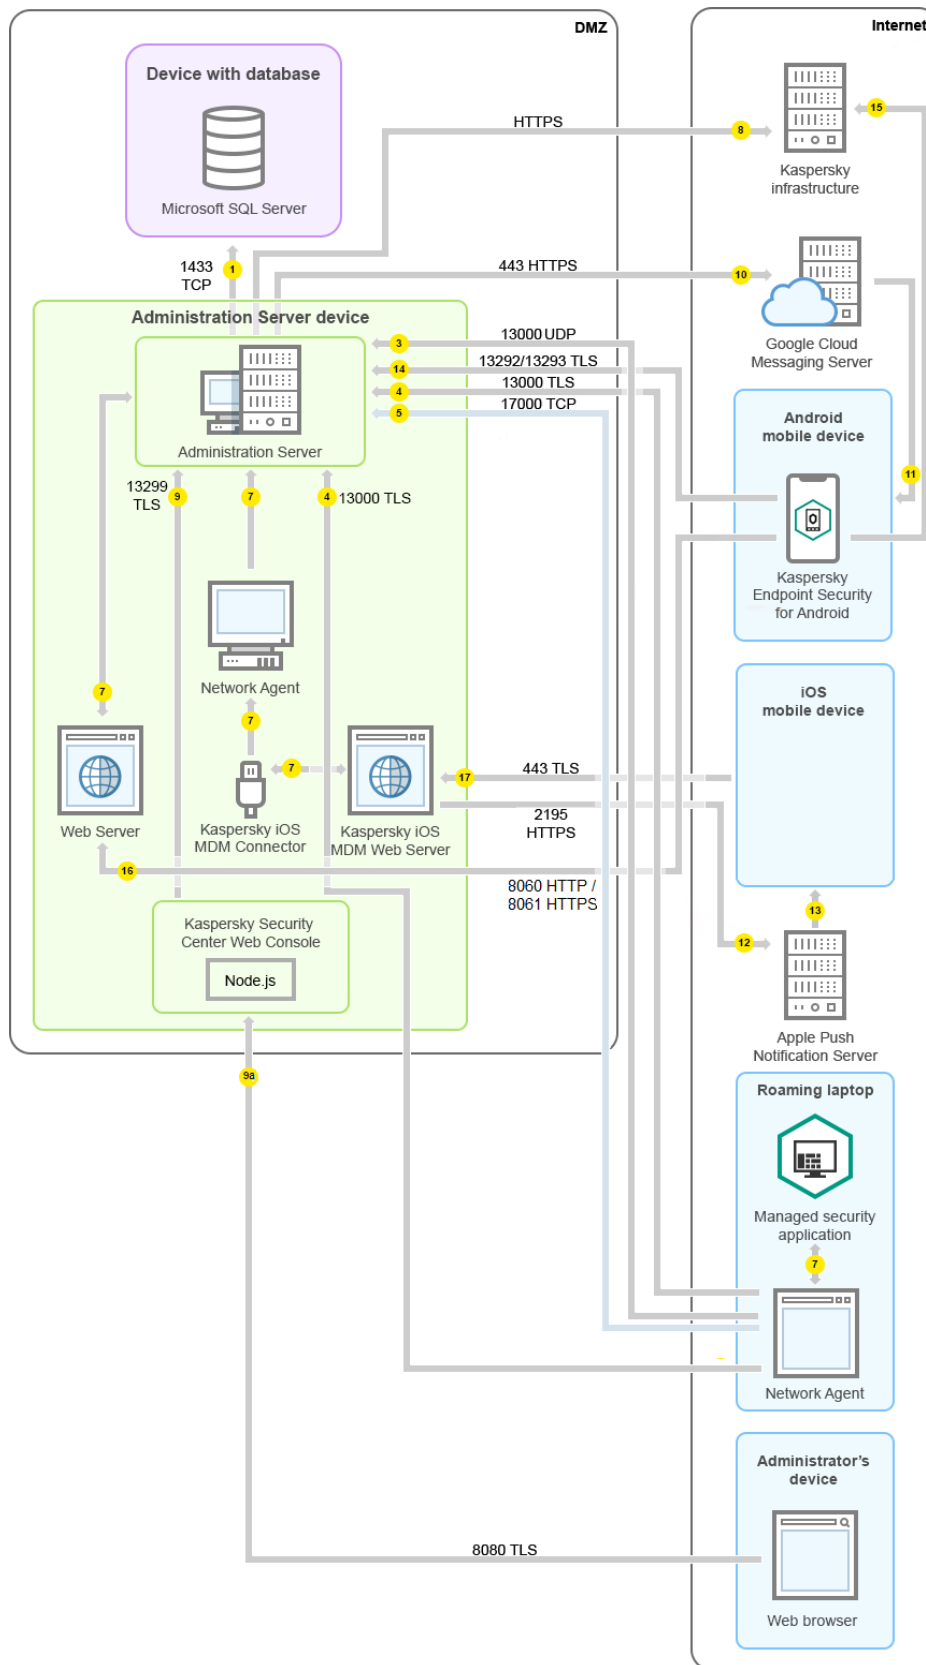 DMZ
Internet
Device with database
Microsoft SQL Server
HTTPS
8
15
Kaspersky
infrastructure
1433
TCP
1
443 HTTPS
10
Google Cloud
Messaging Server
Administration Server device
Administration Server
3
13000 UDP
14
13292/13293 TLS
4
13000 TLS
5
17000 TCP
Android
mobile device
11
Kaspersky
Endpoint Security
for Android
13299
TLS
9
7
4
13000 TLS
Network Agent
7
7
7
Web Server
Kaspersky iOS
MDM Connector
Kaspersky iOS
MDM Web Server
iOS
mobile device
17
443 TLS
2195
HTTPS
16
8060 HTTP /
8061 HTTPS
13
12
Apple Push
Notification Server
Kaspersky Security
Center Web Console
Node.js
9a
Roaming laptop
Managed security
application
7
Network Agent
Administrator's
device
8080 TLS
Web browser